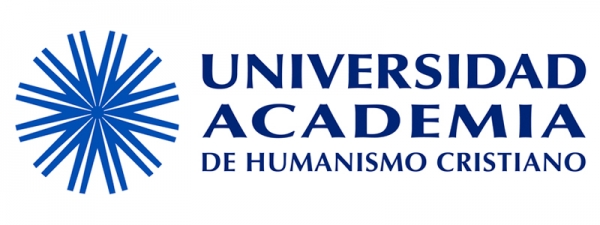 UNIVERSIDAD
ACADEMIA
DE HUMANISMO CRISTIANO